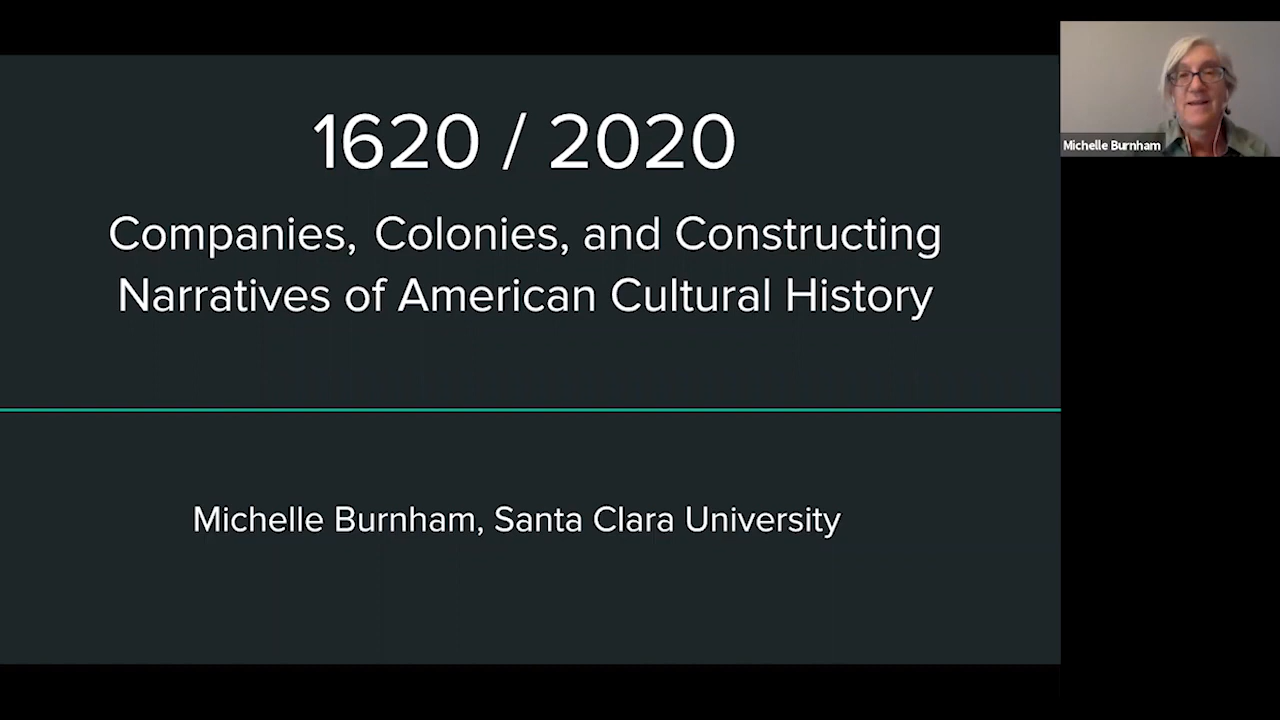 1620 / 2020
Companies, Colonies, and Constructing
Narratives of American Cultural History
Michelle Burnham, Santa Clara University
Michelle Burnham